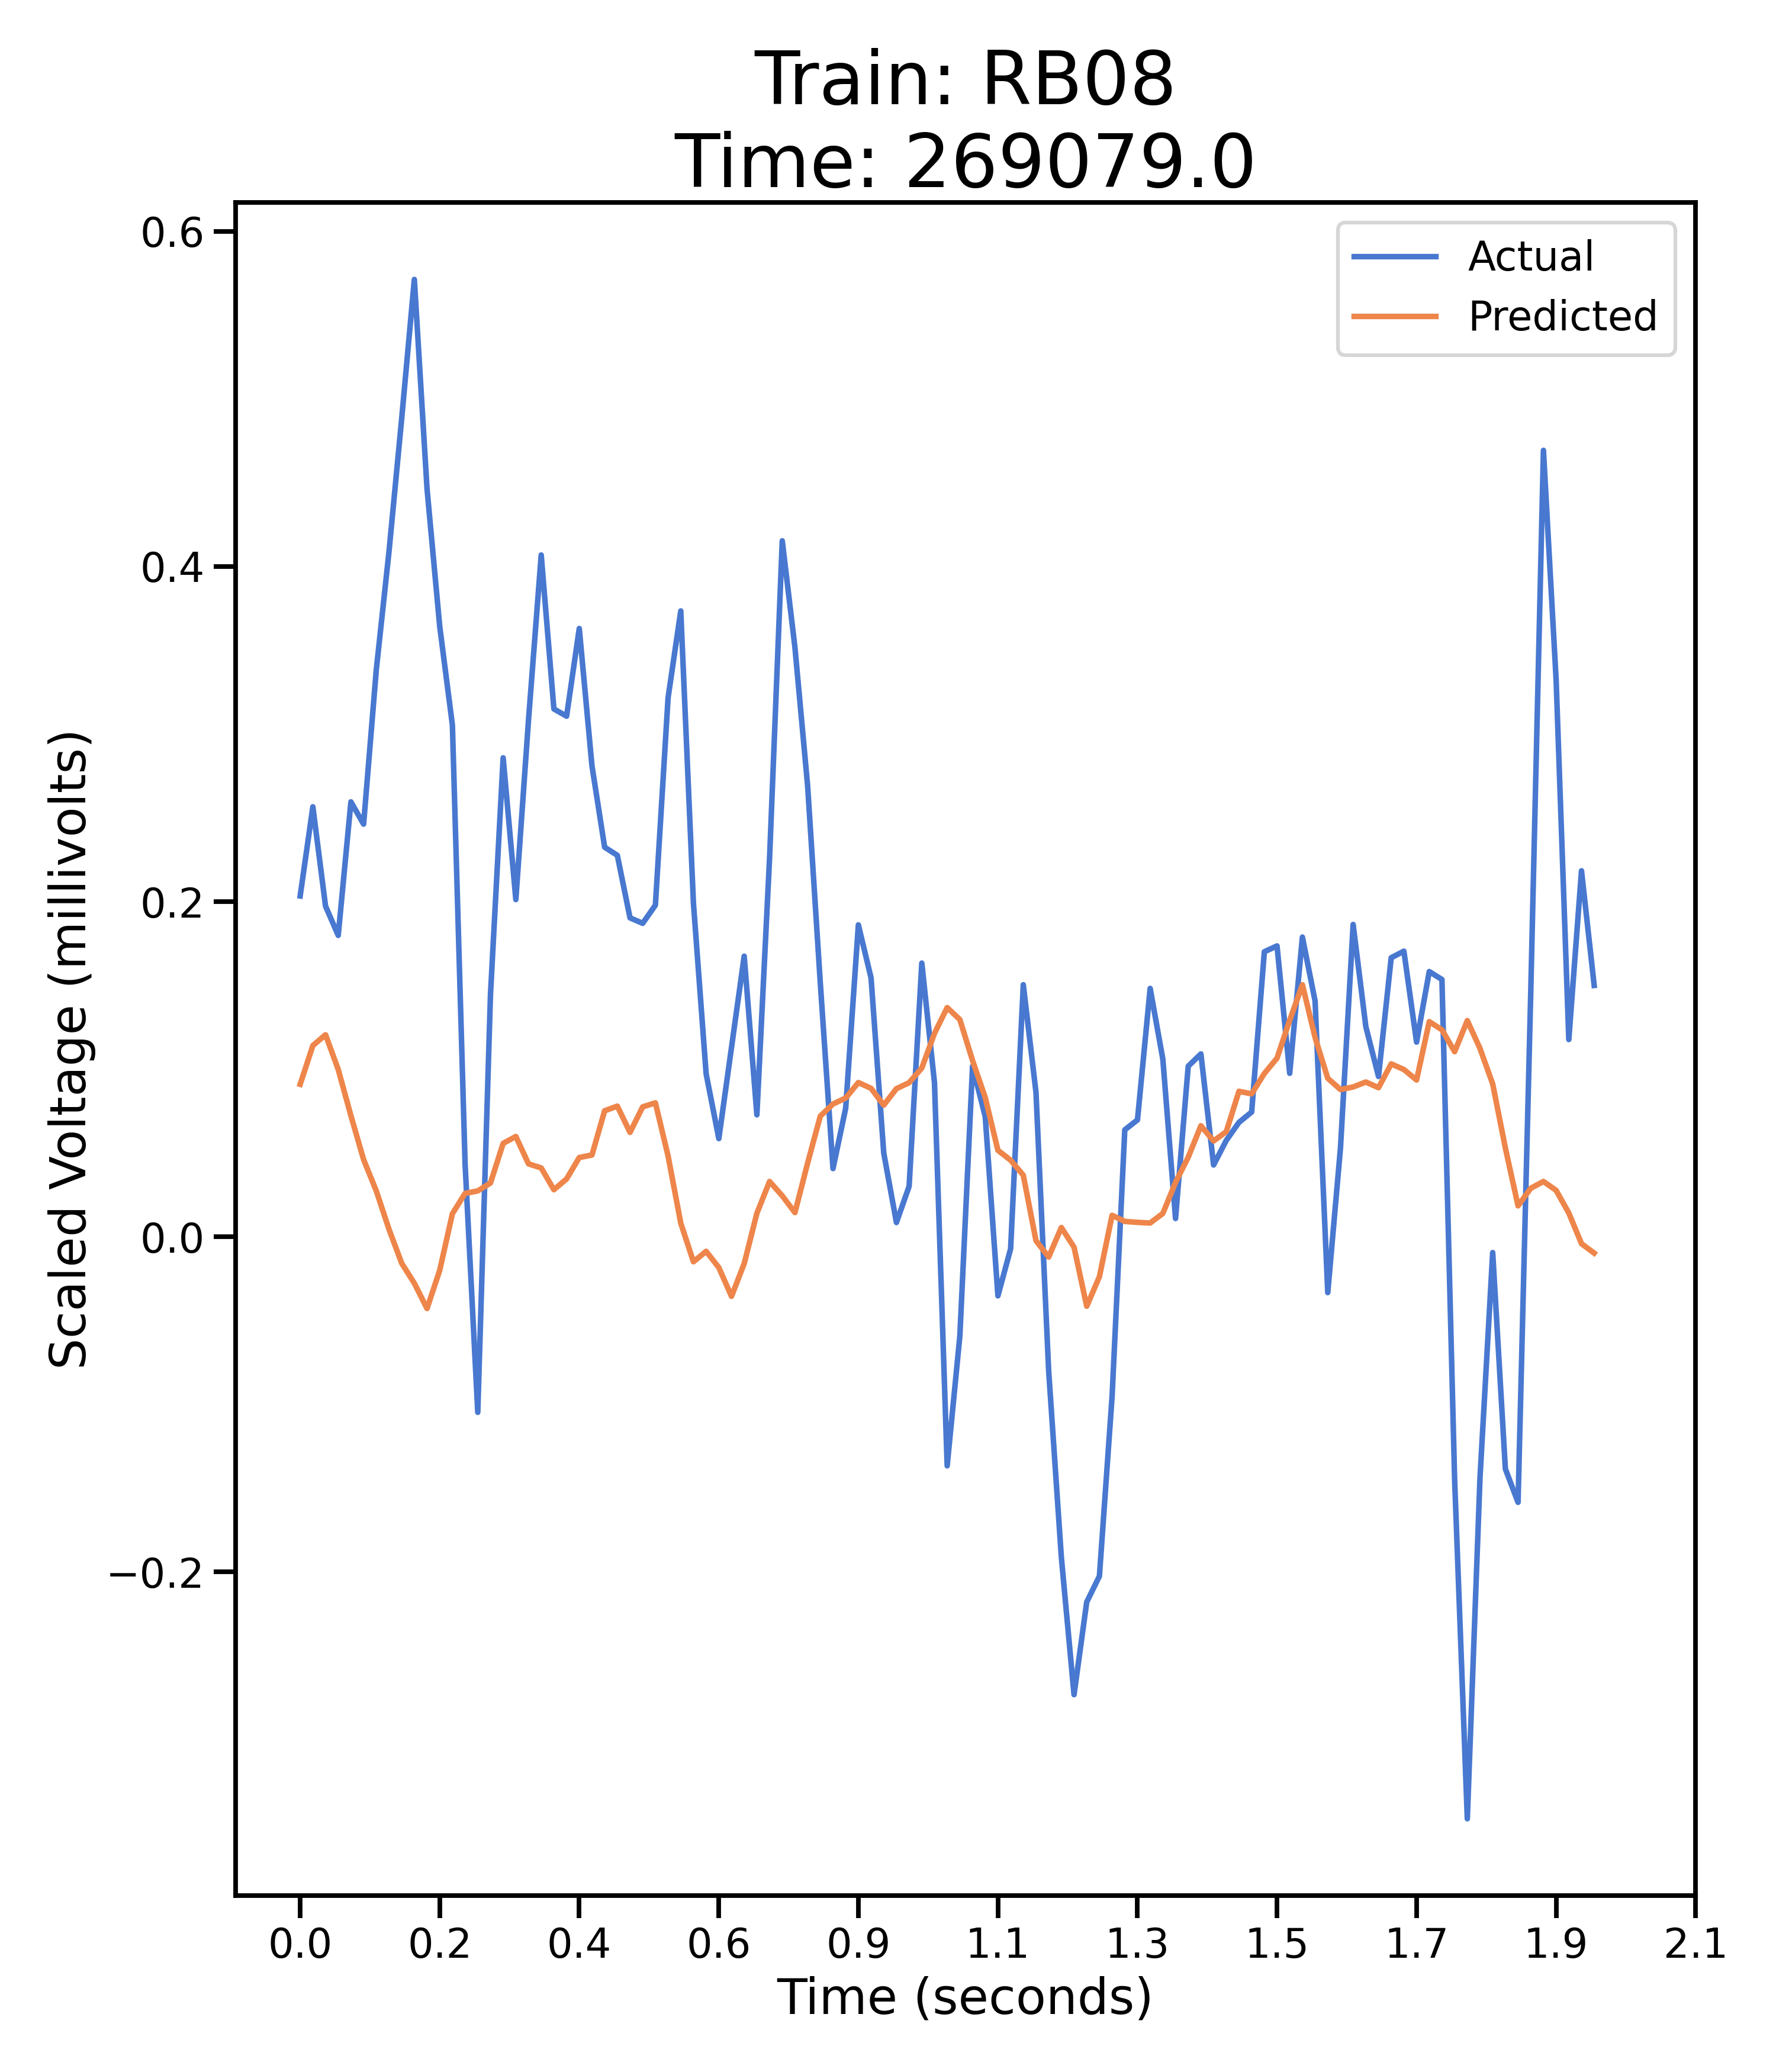 Train: RB08
Time: 269079.0
Actual
Predicted
Scaled Voltage (millivolts)
0.6
0.4
0.2
0.0
−0.2
0.0 0.2 0.4 0.6 0.9 1.1 1.3 1.5 1.7 1.9 2.1
Time (seconds)